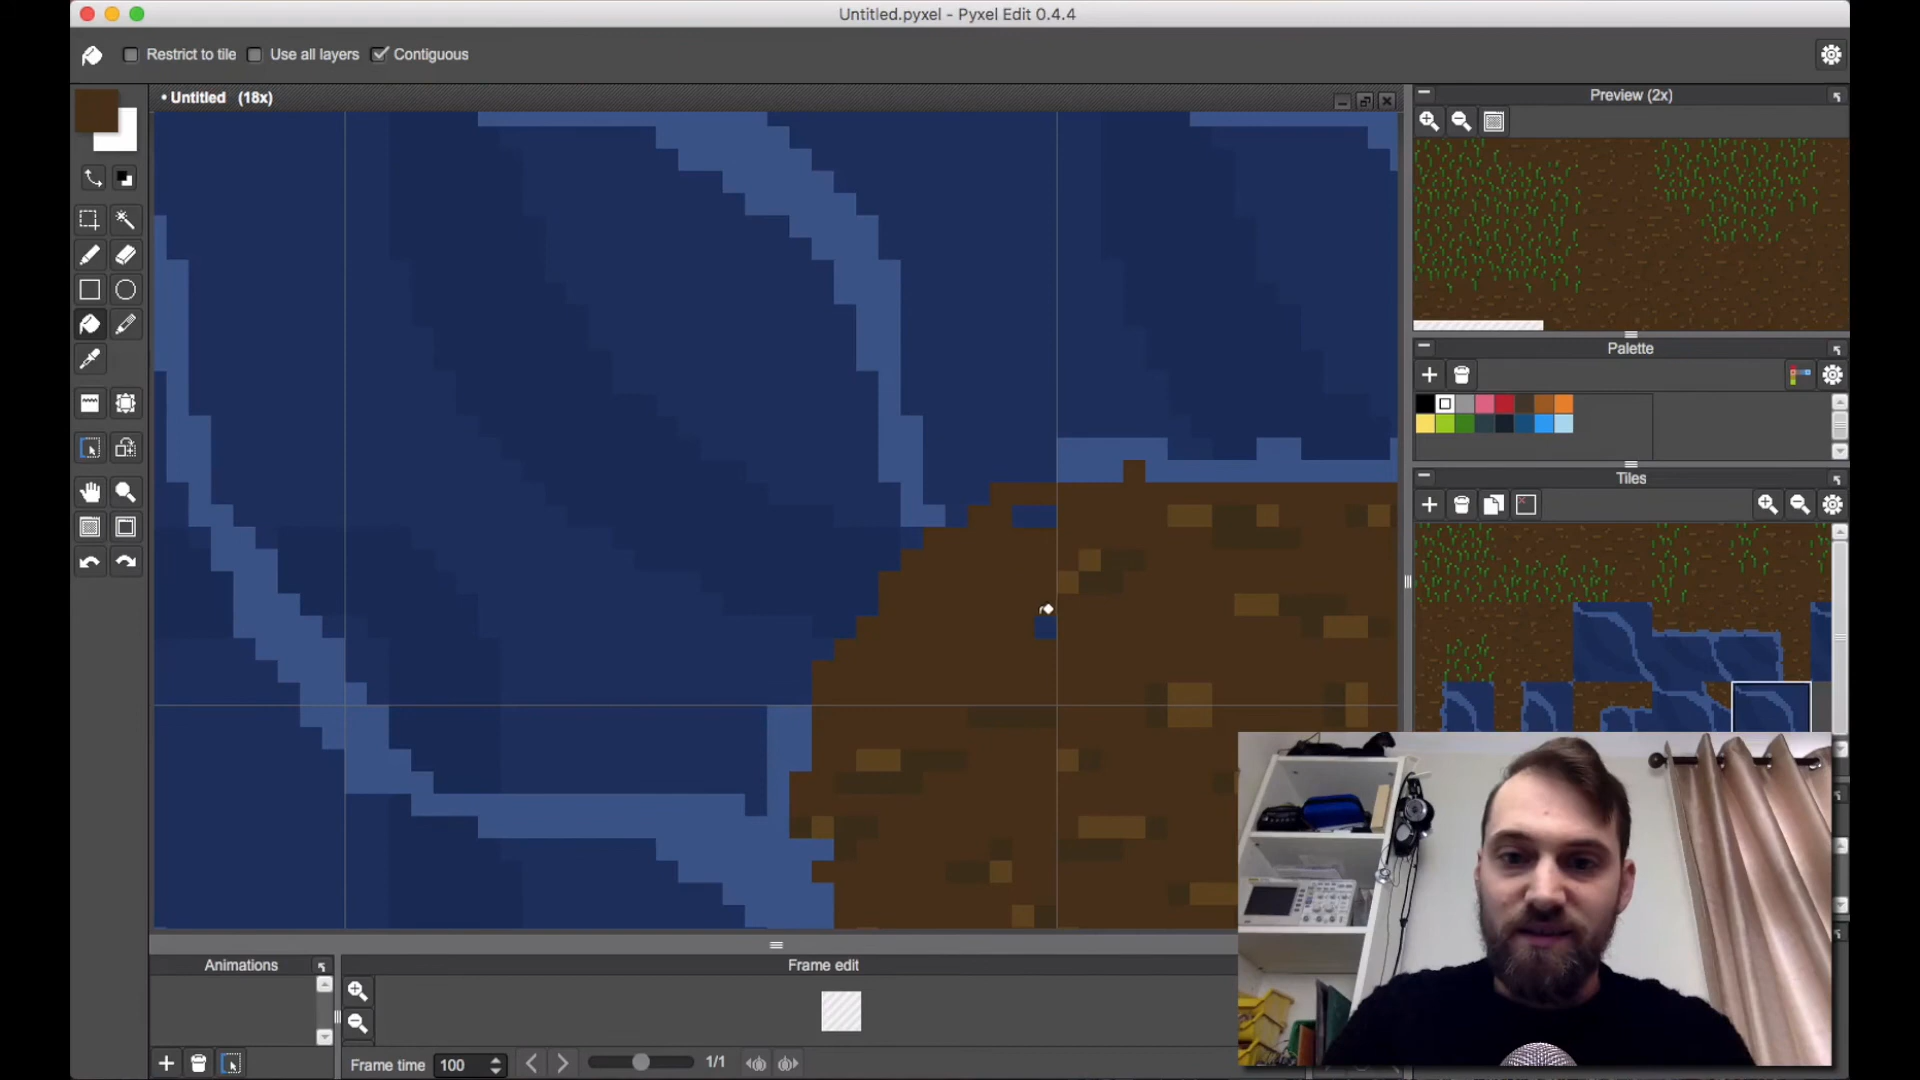 Untitled.pyxel - Pyxel Edit 0.4.4
Restrict to tile Use all layers Contiguous
• Untitled (18x)
Preview (2x)
Palette
Tiles
Animations
Frame edit
Frame time 100 1/1